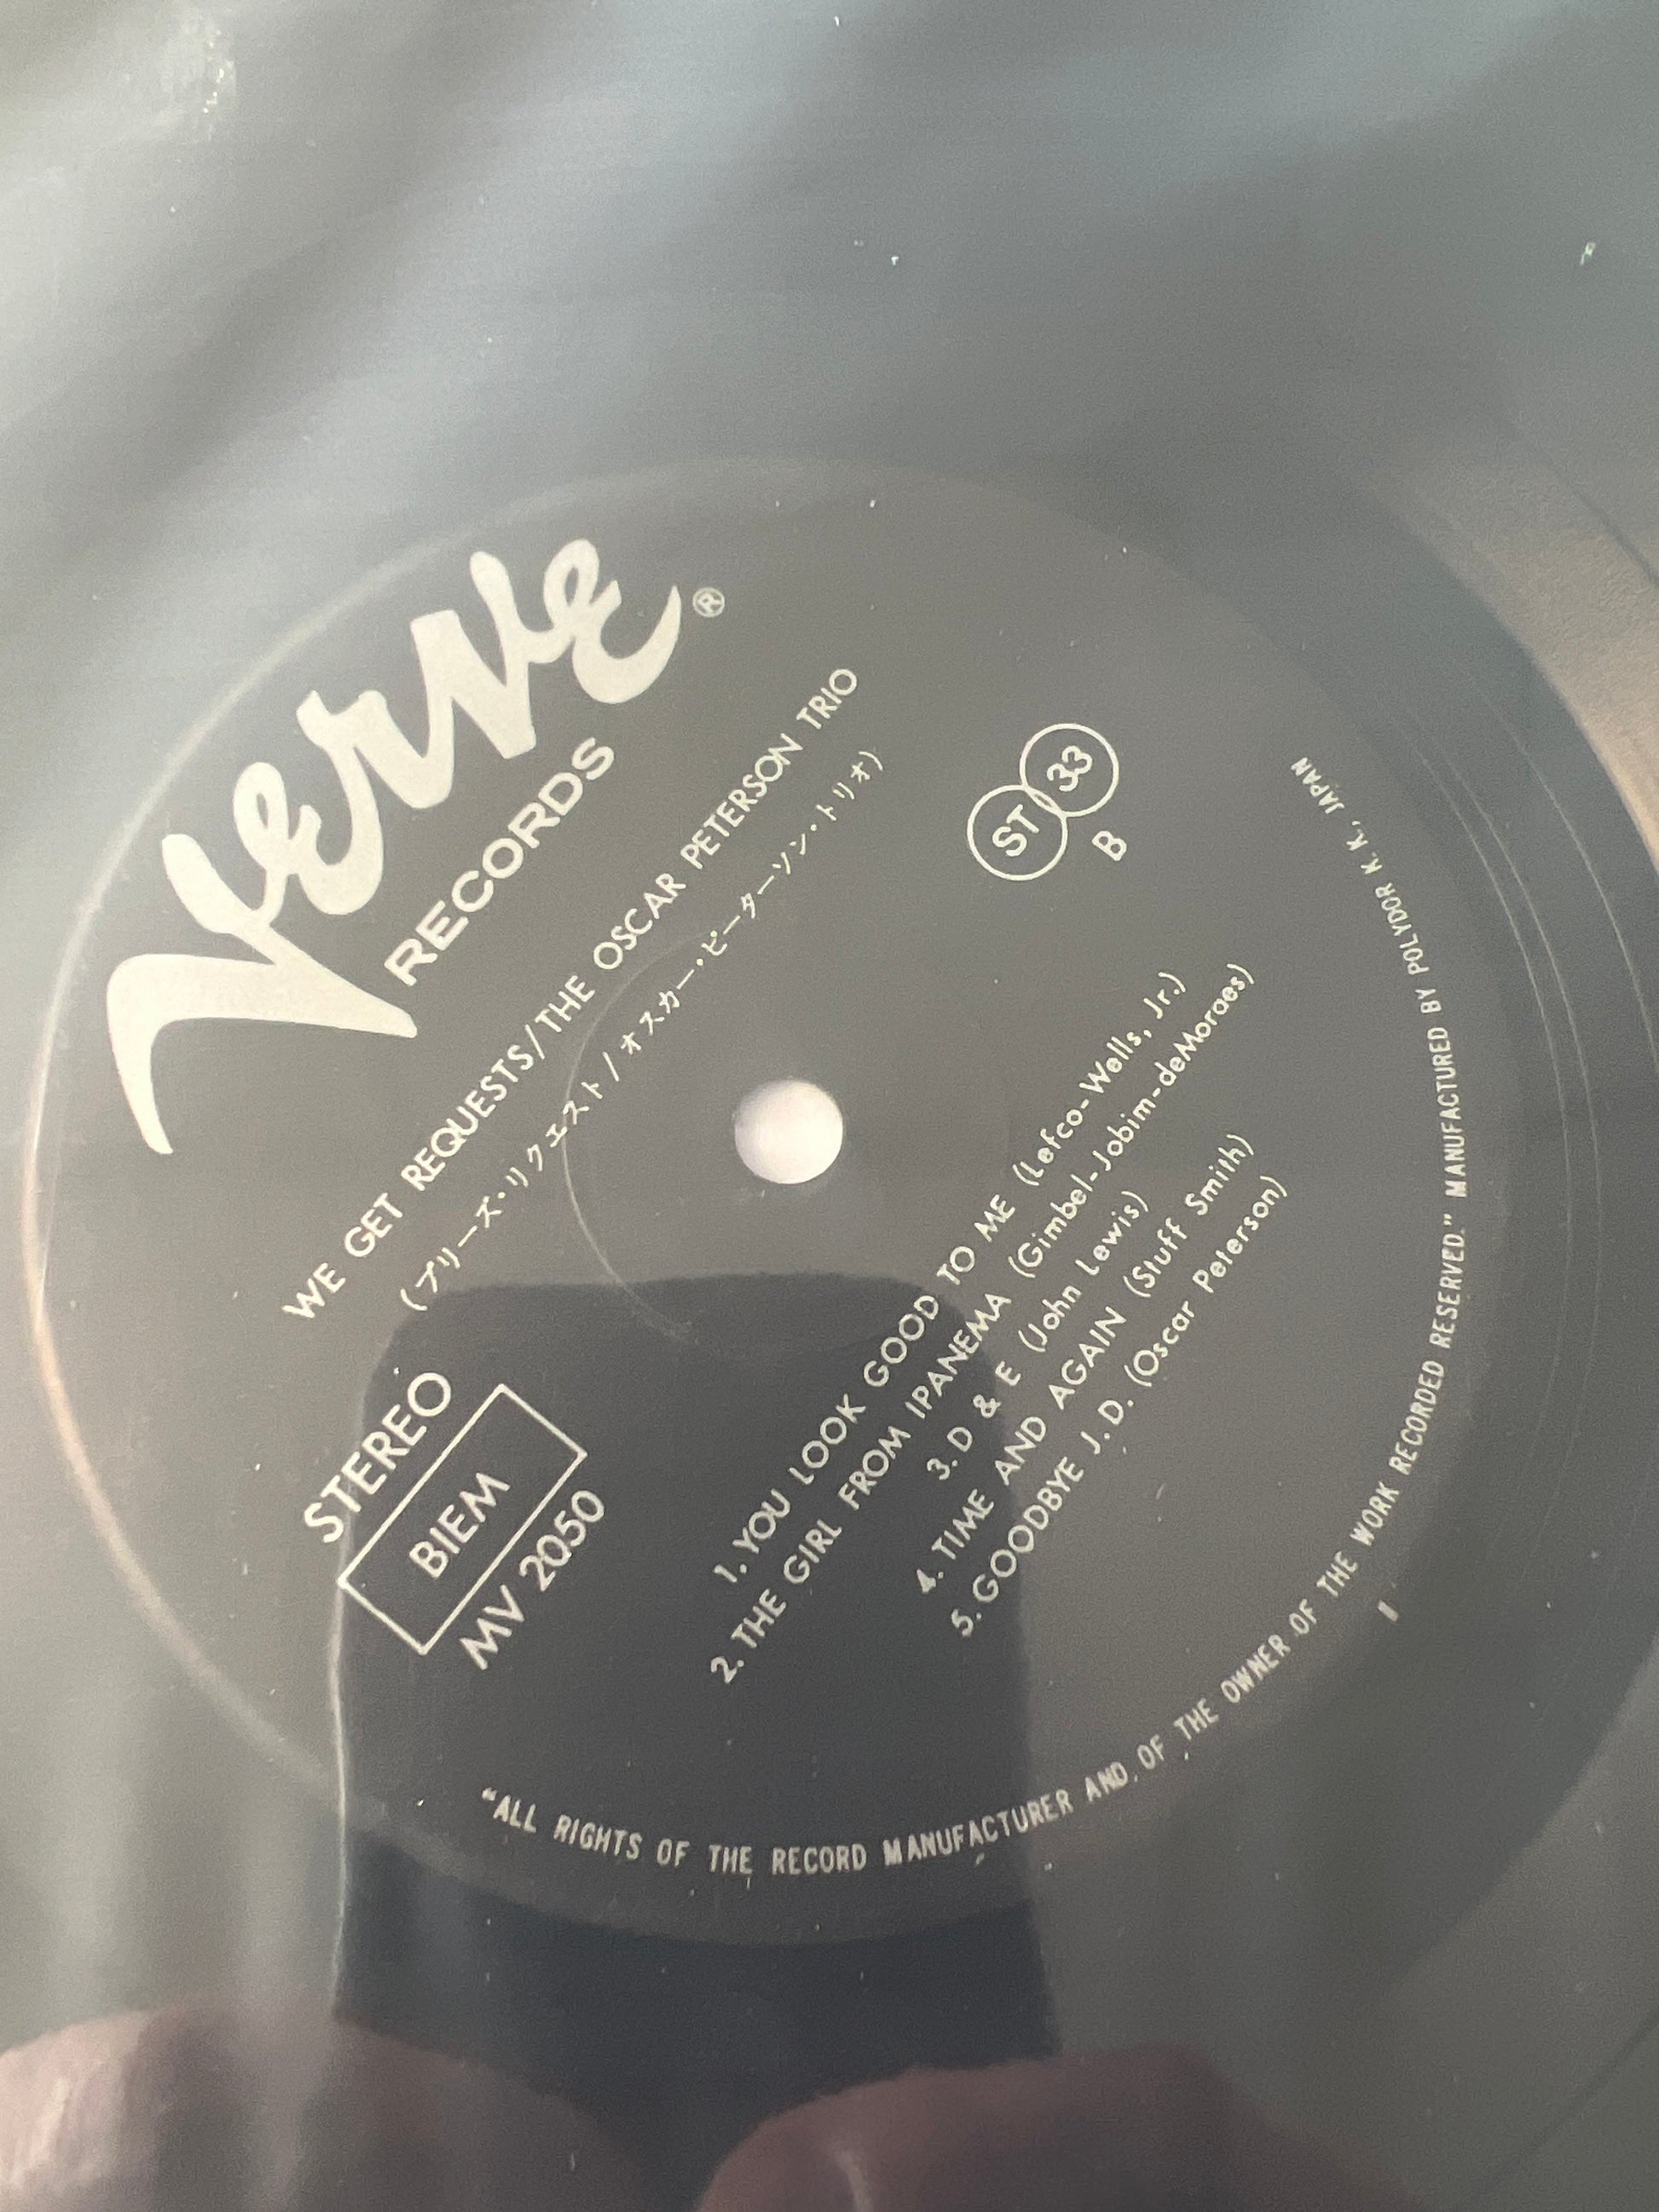 Verve ®
RECORDS
WE GET REQUESTS/THE OSCAR PETERSON TRIO
(プリーズ・リクエスト/オスカー・ピーターソン・トリオ)
STEREO
BIEM
MV 2050
ST 33
B
1. YOU LOOK GOOD TO ME (Lefco-Wells, Jr.)
2. THE GIRL FROM IPANEMA (Gimbel-Jobim-deMoraes)
3. D & E (John Lewis)
4. TIME AND AGAIN (Stuff Smith)
5. GOODBYE J. D. (Oscar Peterson)
“ALL RIGHTS OF THE RECORD MANUFACTURER AND OF THE OWNER OF THE WORK RECORDED RESERVED.” MANUFACTURED BY POLYDOR K. K., JAPAN